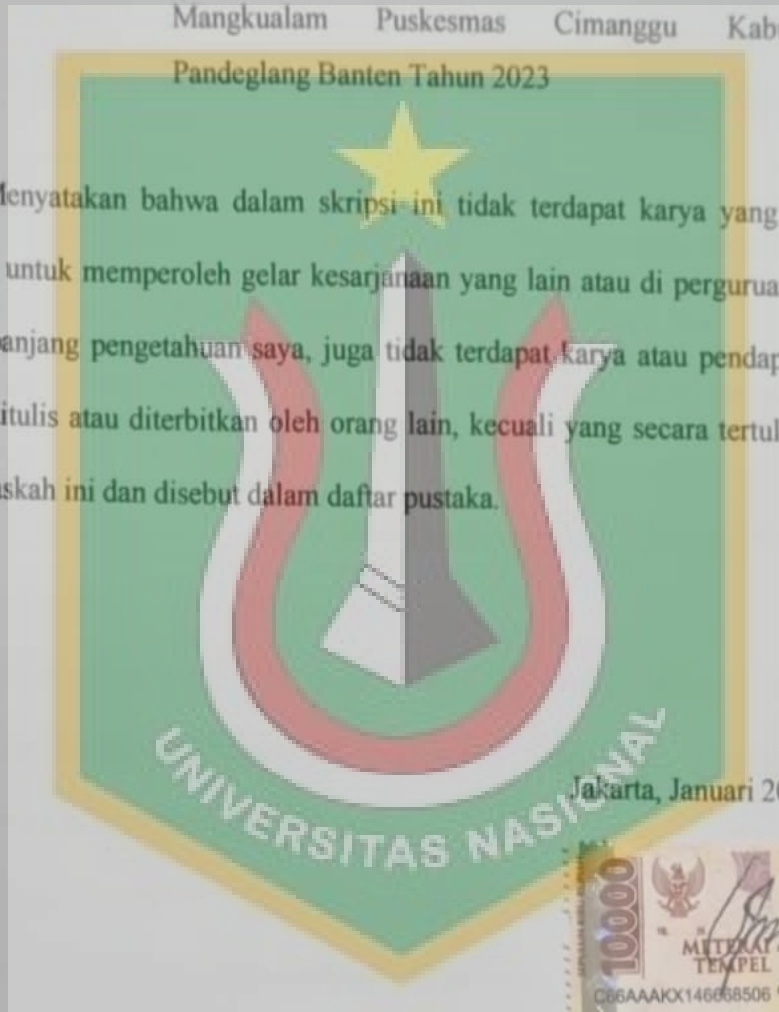 Mangkualam Puskesmas Cimanggu Kab
Pandeglang Banten Tahun 2023
enyatakan bahwa dalam skripsi ini tidak terdapat karya yang
untuk memperoleh gelar kesarjanaan yang lain atau di pergurua
anjang pengetahuan saya, juga tidak terdapat karya atau pendap
itulis atau diterbitkan oleh orang lain, kecuali yang secara tertul
skah ini dan disebut dalam daftar pustaka.
UNIVERSITAS NASIONAL
Jakarta, Januari 20
10000
METERAI
TEMPEL
C66AAAKX146668506